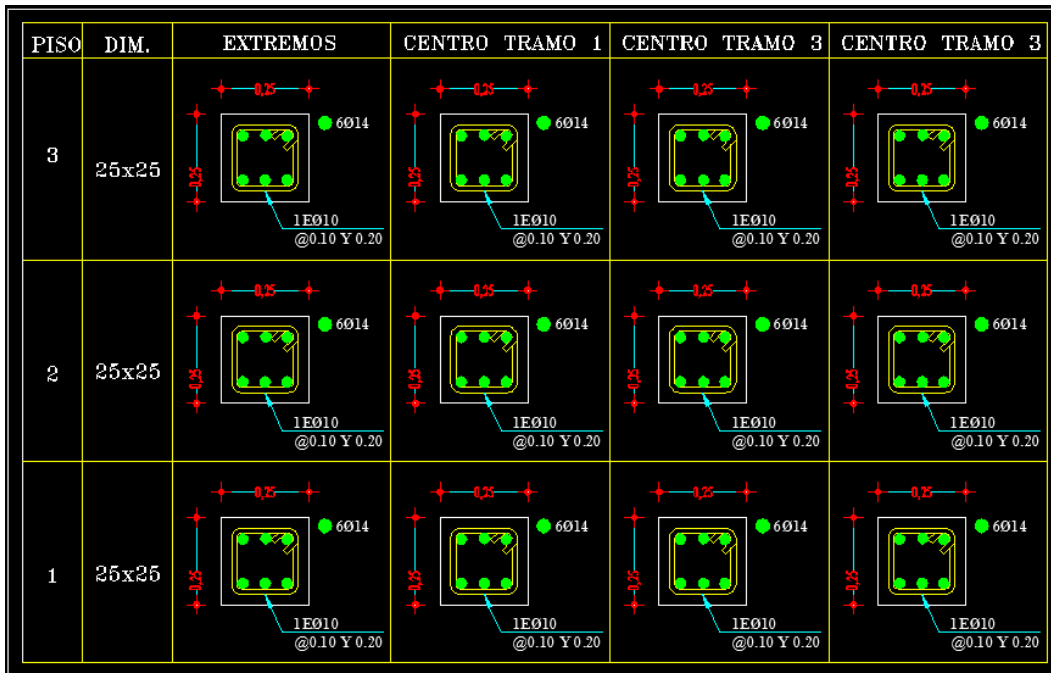 PISO DIM. EXTREMOS CENTRO TRAMO 1 CENTRO TRAMO 3 CENTRO TRAMO 3
0,25 0,25 0,25 0,25
6Ø14 6Ø14 6Ø14 6Ø14
3 25x25
0,25 0,25 0,25 0,25
1EØ10 1EØ10 1EØ10 1EØ10
@0.10 Y 0.20 @0.10 Y 0.20 @0.10 Y 0.20 @0.10 Y 0.20
0,25 0,25 0,25 0,25
6Ø14 6Ø14 6Ø14 6Ø14
2 25x25
0,25 0,25 0,25 0,25
1EØ10 1EØ10 1EØ10 1EØ10
@0.10 Y 0.20 @0.10 Y 0.20 @0.10 Y 0.20 @0.10 Y 0.20
0,25 0,25 0,25 0,25
6Ø14 6Ø14 6Ø14 6Ø14
1 25x25
0,25 0,25 0,25 0,25
1EØ10 1EØ10 1EØ10 1EØ10
@0.10 Y 0.20 @0.10 Y 0.20 @0.10 Y 0.20 @0.10 Y 0.20